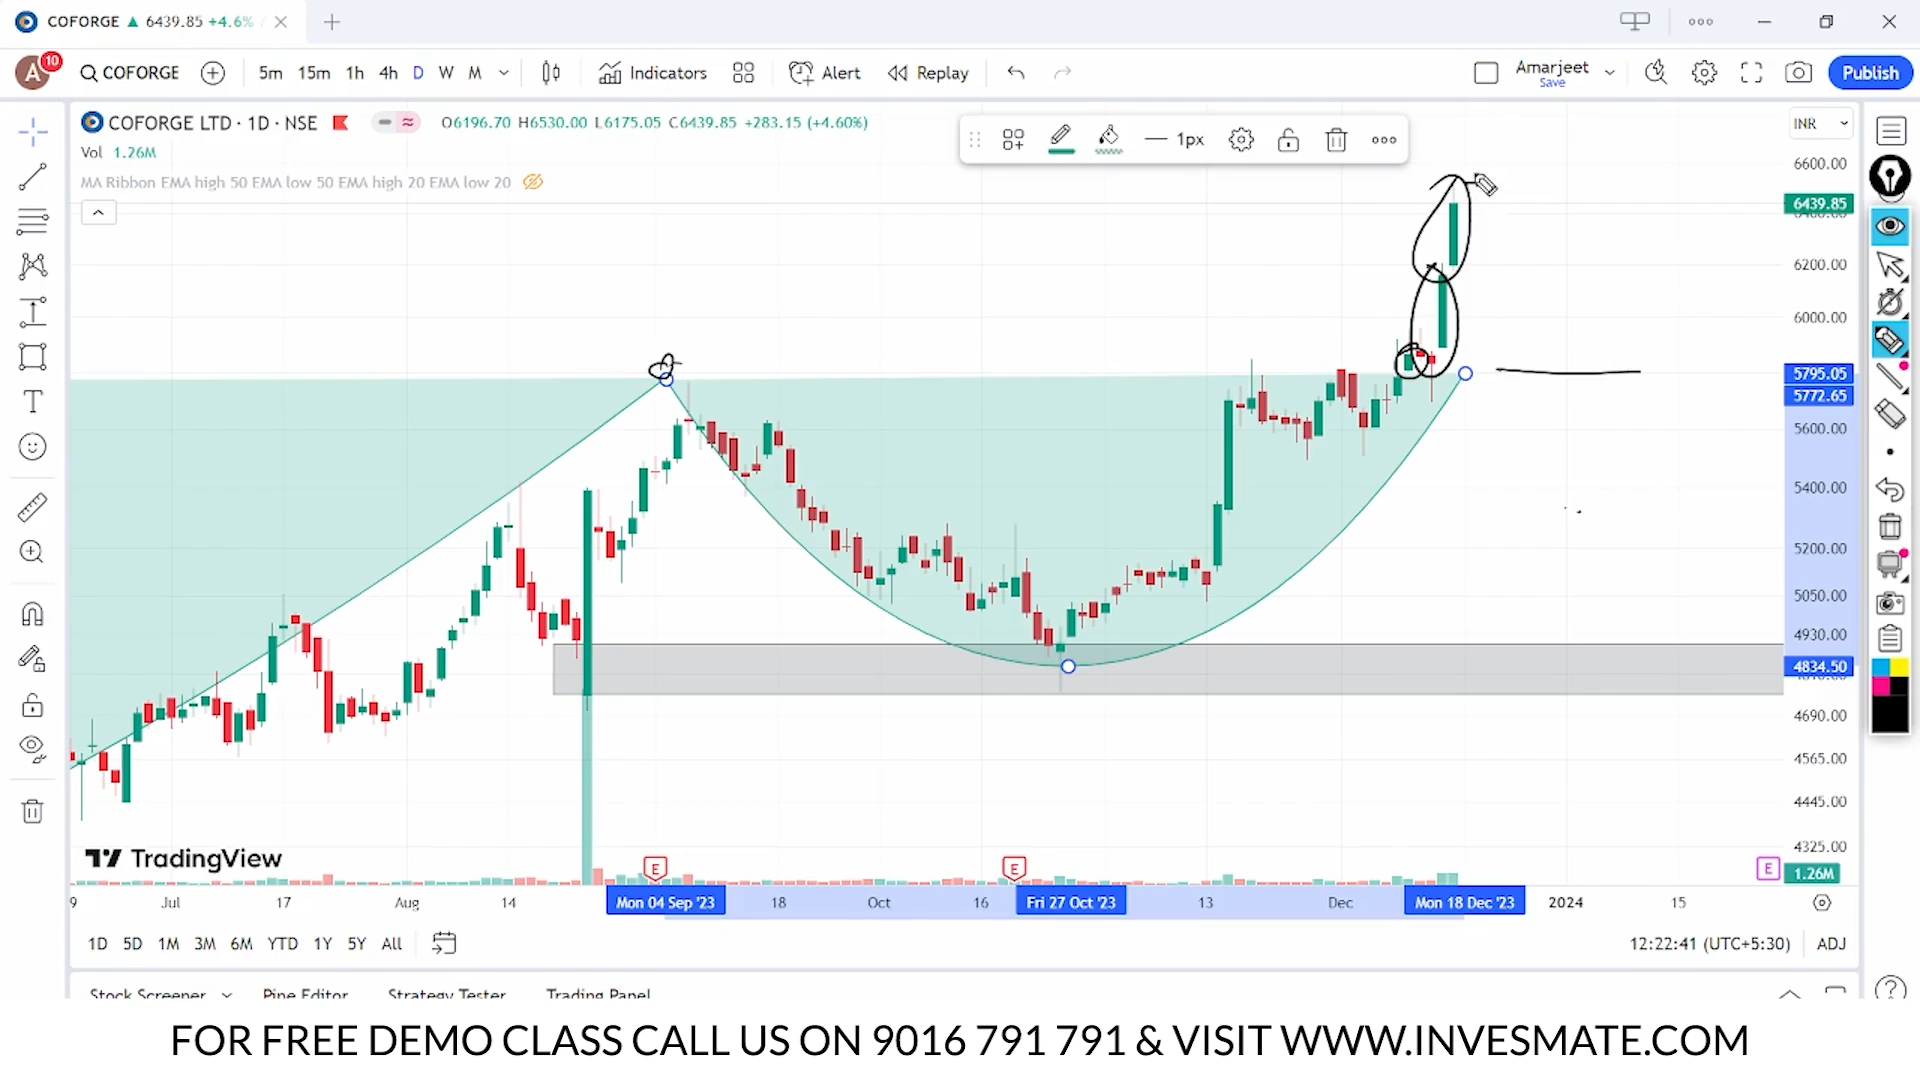 COFORGE ▲ 6439.85 +4.6%
A 10 COFORGE 5m 15m 1h 4h D W M Indicators Alert Replay Amarjeet Save Publish
COFORGE LTD · 1D · NSE O6196.70 H6530.00 L6175.05 C6439.85 +283.15 (+4.60%)
INR
Vol 1.26M
MA Ribbon EMA high 50 EMA low 50 EMA high 20 EMA low 20
1px
6600.00
6439.85
6200.00
6000.00
5795.05
5772.65
5600.00
5400.00
5200.00
5050.00
4930.00
4834.50
4690.00
4565.00
4445.00
4325.00
1.26M
TradingView
E E E
9 Jul 17 Aug 14 Mon 04 Sep '23 18 Oct 16 Fri 27 Oct '23 13 Dec Mon 18 Dec '23 2024 15
1D 5D 1M 3M 6M YTD 1Y 5Y All 12:22:41 (UTC+5:30) ADJ
Stock Screener Pine Editor Strategy Tester Trading Panel
FOR FREE DEMO CLASS CALL US ON 9016 791 791 & VISIT WWW.INVESMATE.COM